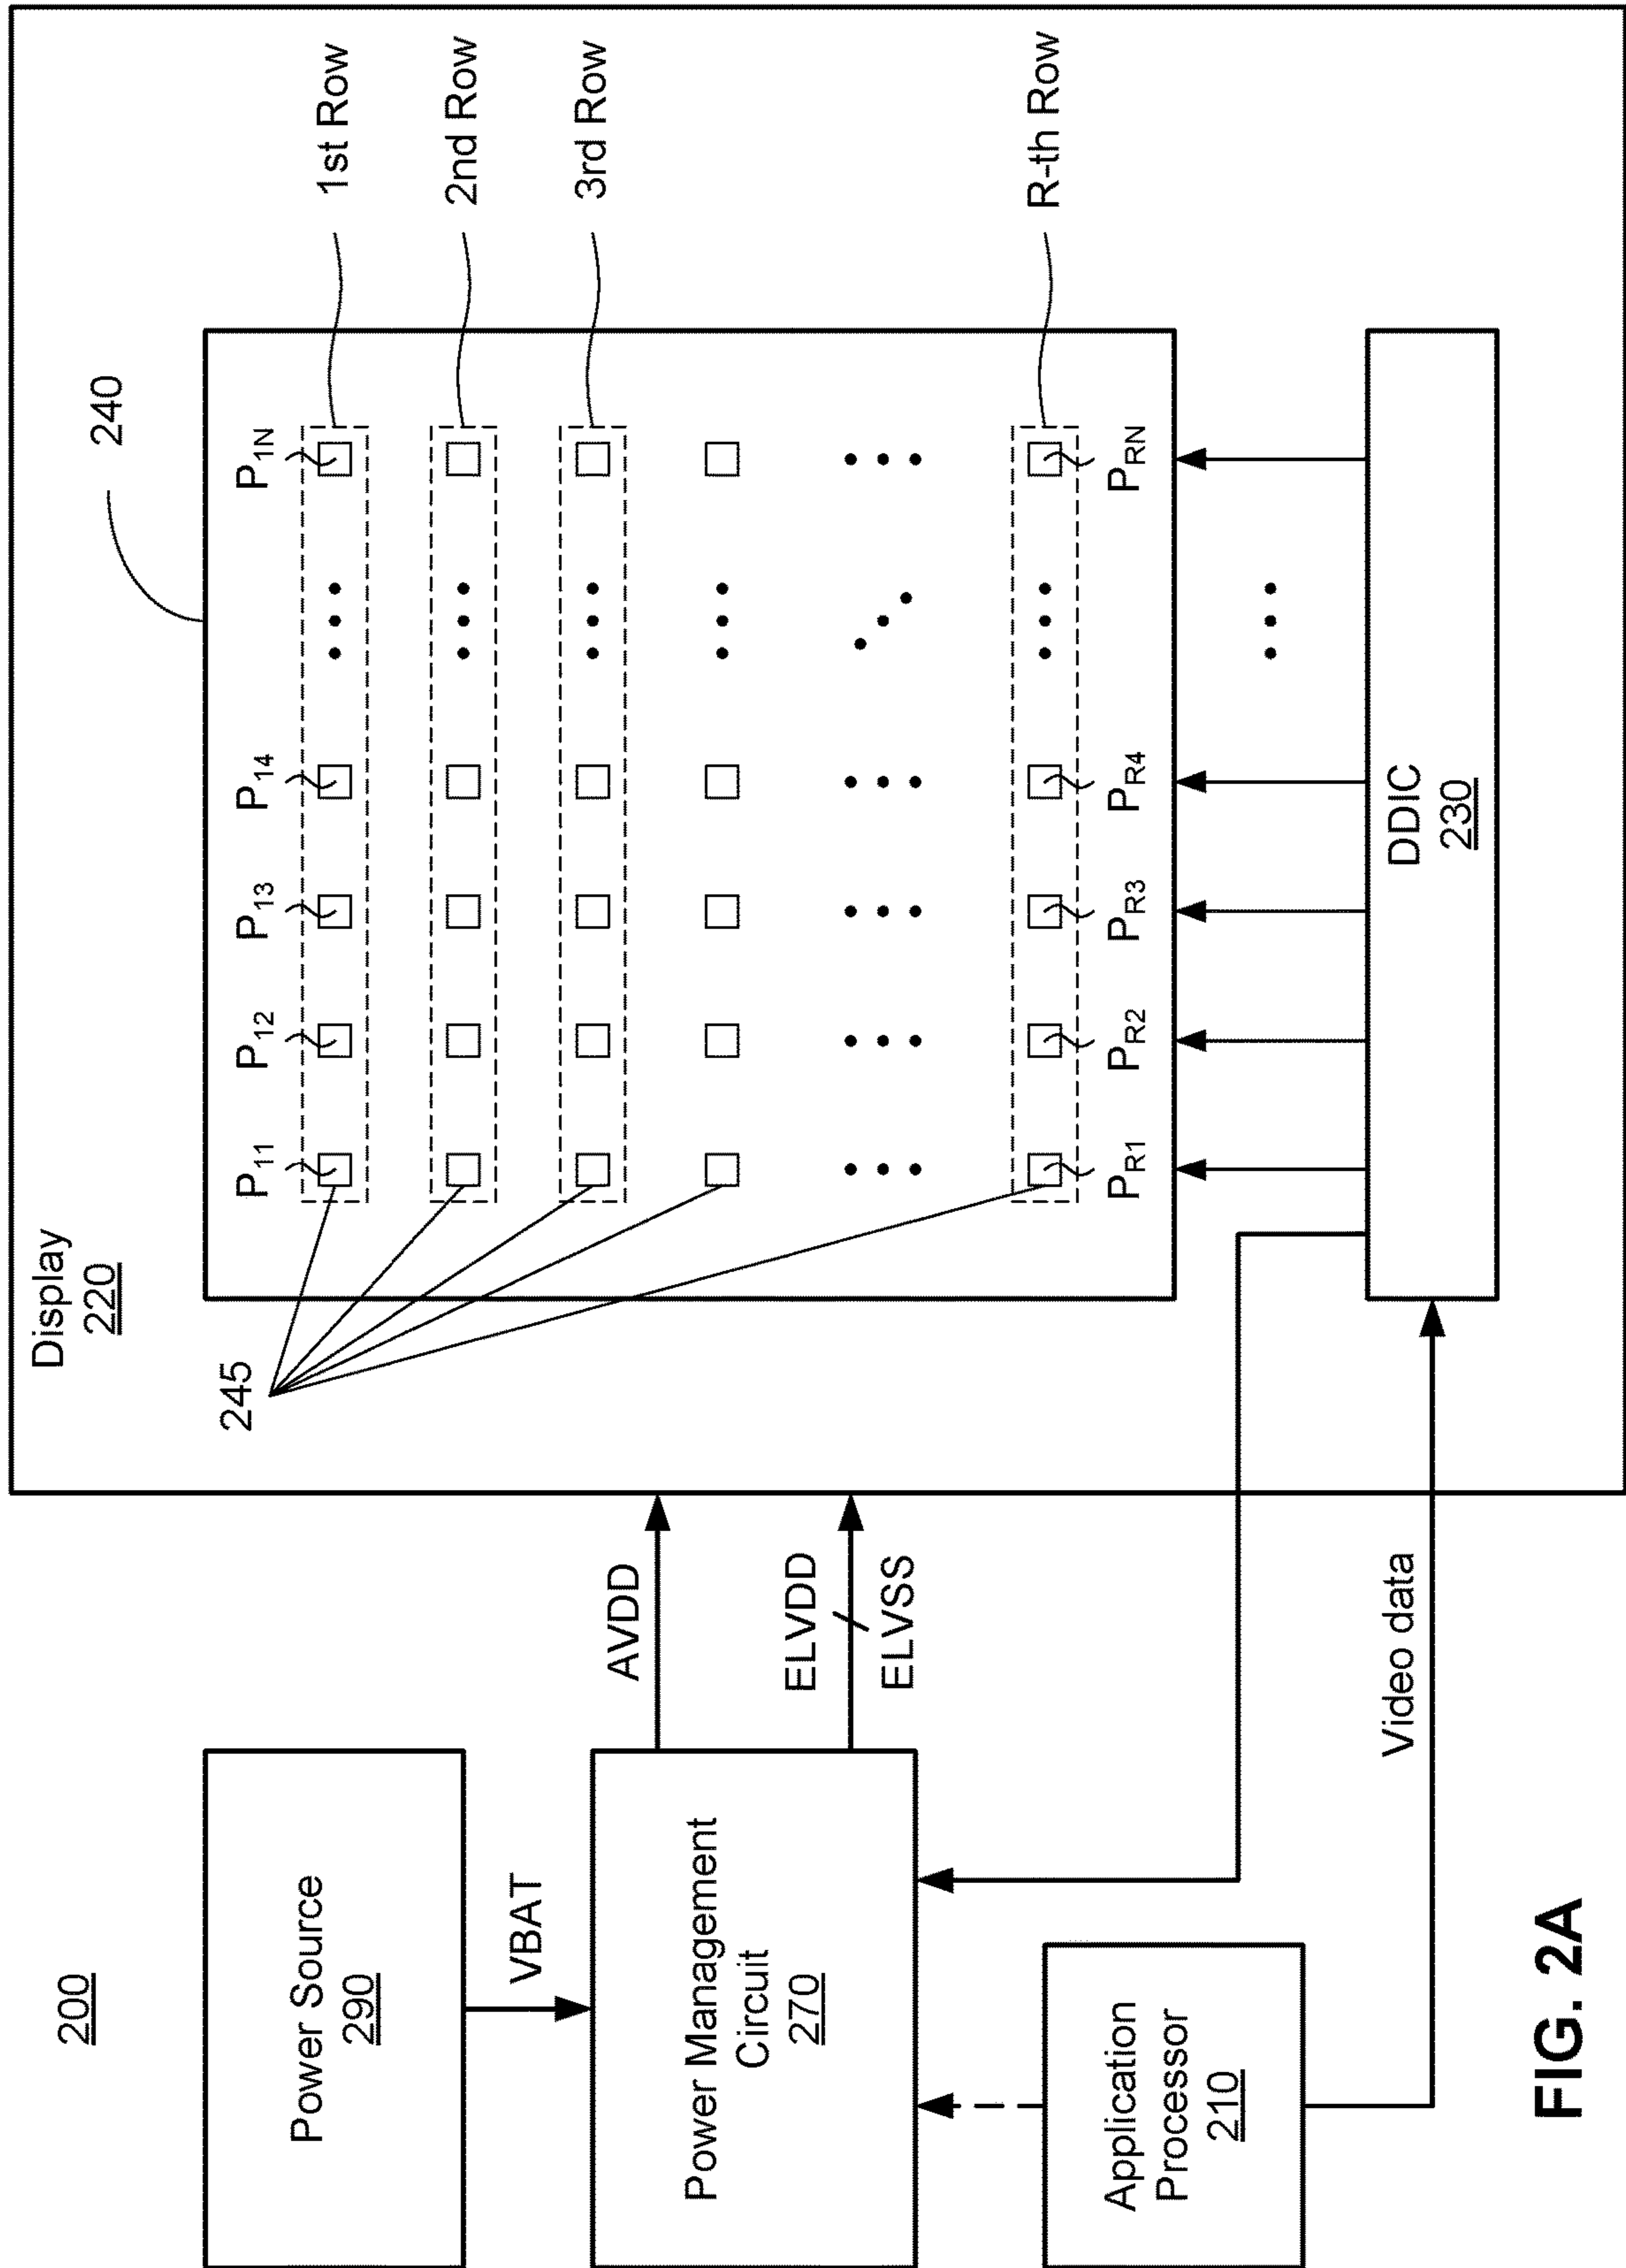 200
Display
220
240
Power Source
290
VBAT
Power Management
Circuit
270
Application
Processor
210
AVDD
ELVDD
ELVSS
Video data
245
P11
P12
P13
P14
P1N
1st Row
2nd Row
3rd Row
R-th Row
PR1
PR2
PR3
PR4
PRN
DDIC
230
FIG. 2A